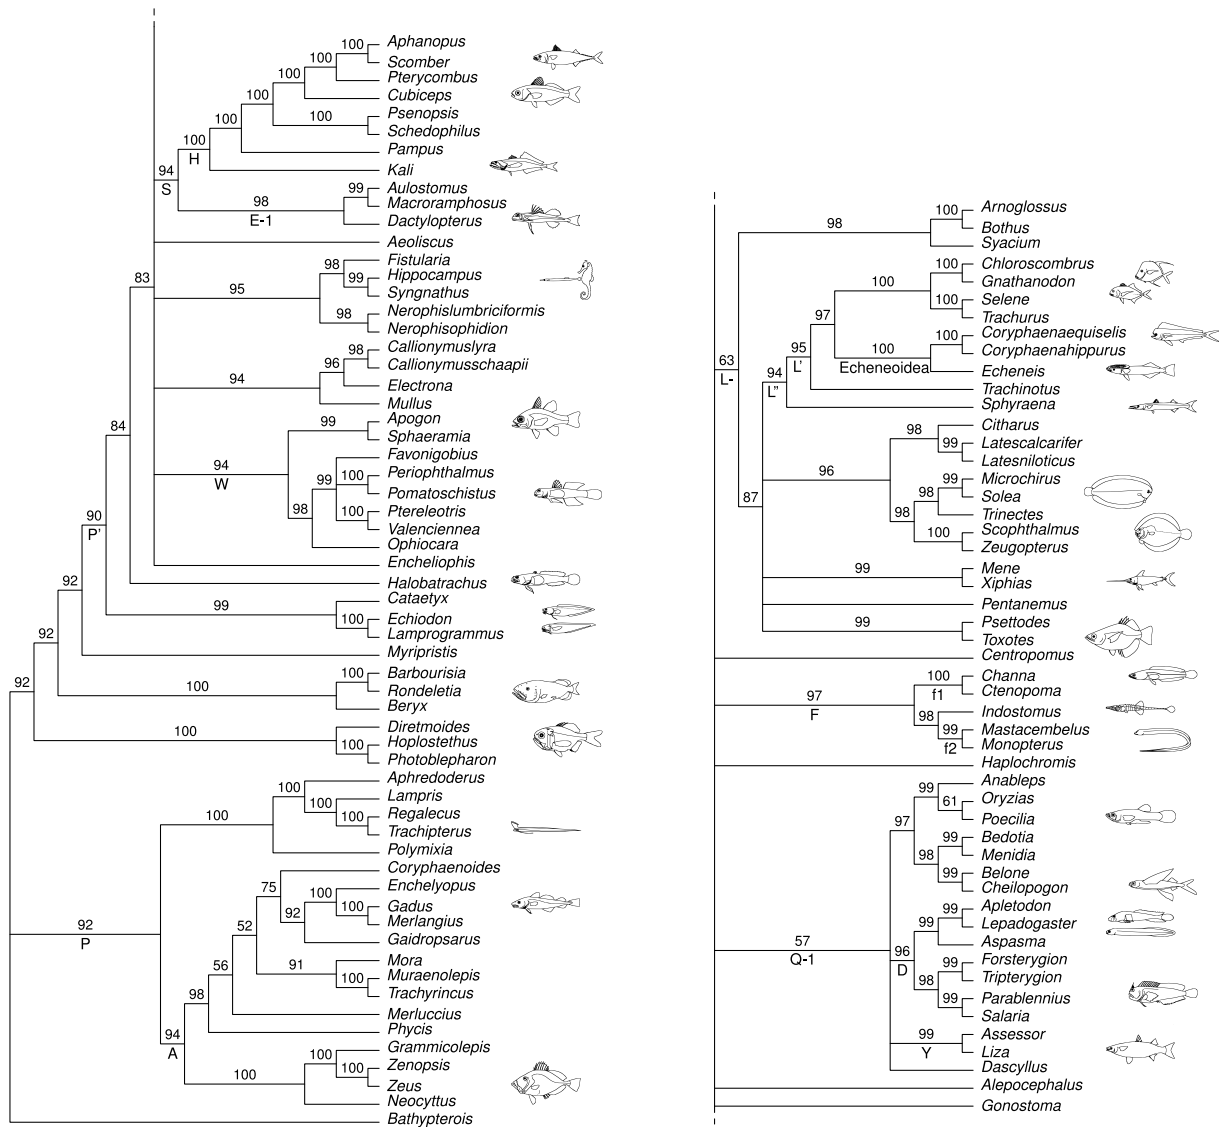 100 Aphanopus
Scomber
100
Pterycombus
100
Cubiceps
100
Psenopsis
100
Schedophilus
100
Pampus
100
H
Kali
94
S
99 Aulostomus
Macroramphosus
98
E-1
Dactylopterus
Aeoliscus
83
Fistularia
98
Hippocampus
99
Syngnathus
95
Nerophislumbriciformis
98
Nerophisophidion
Callionymuslyra
98
Callionymusschaapii
96
Electrona
94
Mullus
Apogon
99
Sphaeramia
94
W
Favonigobius
Periophthalmus
99 100
Pomatoschistus
Ptereleotris
98 100
Valenciennea
Ophiocara
84
Encheliophis
90
P'
Halobatrachus
Cataetyx
99
Echiodon
100
Lamprogrammus
92
Myripristis
92
Barbourisia
100
Rondeletia
100
Beryx
92
Diretmoides
100
Hoplostethus
100
Photoblepharon
Aphredoderus
100
Lampris
100
Regalecus
100
Trachipterus
100
Polymixia
92
P
Coryphaenoides
75
Enchelyopus
100
Gadus
100
Merlangius
92
Gaidropsarus
52
Mora
91
Muraenolepis
100
Trachyrincus
56
Merluccius
98
Phycis
94
A
Grammicolepis
100
Zenopsis
100
Zeus
100
Neocyttus
Bathypterois
Arnoglossus
100
Bothus
98
Syacium
63
L-
Chloroscombrus
100
Gnathanodon
100
Selene
100
Trachurus
97
Coryphaenaequiselis
100
Coryphaenahippurus
100
Echeneoidea
Echeneis
95
L'
Trachinotus
94
L"
Sphyraena
Citharus
98
Latescalcarifer
99
Latesniloticus
96
Microchirus
99
Solea
98
Trinectes
98
Scophthalmus
100
Zeugopterus
87
Mene
99
Xiphias
Pentanemus
Psettodes
99
Toxotes
Centropomus
Channa
100
f1
Ctenopoma
97
F
Indostomus
98
Mastacembelus
99
f2
Monopterus
Haplochromis
Anableps
99
Oryzias
61
Poecilia
97
Bedotia
99
Menidia
98
Belone
99
Cheilopogon
57
Q-1
Apletodon
99
Lepadogaster
99
Aspasma
96
D
Forsterygion
99
Tripterygion
98
Parablennius
99
Salaria
Assessor
99
Y
Liza
Dascyllus
Alepocephalus
Gonostoma